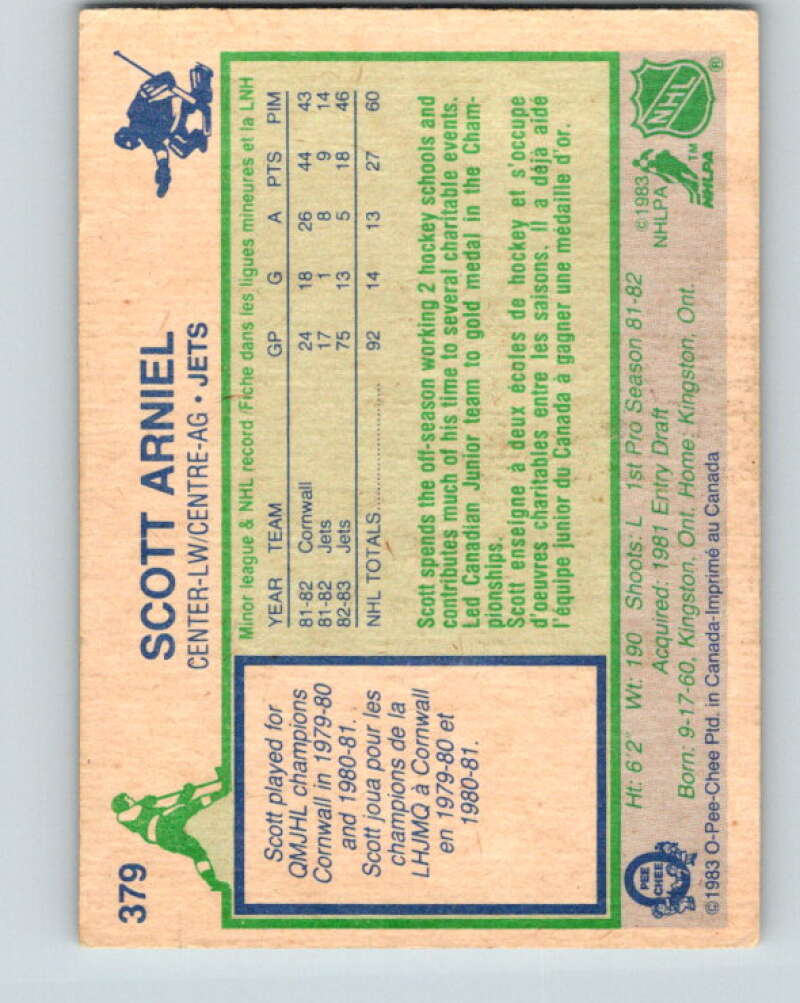 379
SCOTT ARNIEL
CENTER-LW/CENTRE-AG • JETS
Scott played for
QMJHL champions
Cornwall in 1979-80
and 1980-81.
Scott joua pour les
champions de la
LHJMQ à Cornwall
en 1979-80 et
1980-81.
Minor league & NHL record/Fiche dans les ligues mineures et la LNH
YEAR TEAM GP G A PTS PIM
81-82 Cornwall 24 18 26 44 43
81-82 Jets 17 1 8 9 14
82-83 Jets 75 13 5 18 46
NHL TOTALS 92 14 13 27 60
Scott spends the off-season working 2 hockey schools and
contributes much of his time to several charitable events.
Led Canadian Junior team to gold medal in the Cham-
pionships.
Scott enseigne à deux écoles de hockey et s'occupe
d'oeuvres charitables entre les saisons. Il a déjà aidé
l'équipe junior du Canada à gagner une médaille d'or.
Ht: 6'2" Wt: 190 Shoots: L 1st Pro Season 81-82
Acquired: 1981 Entry Draft
Born: 9-17-60, Kingston, Ont. Home: Kingston, Ont.
©1983 O-Pee-Chee Ptd. in Canada-Imprimé au Canada
O
PEE
CHEE
©1983
NHLPA
NHL
®
TM
NHLPA